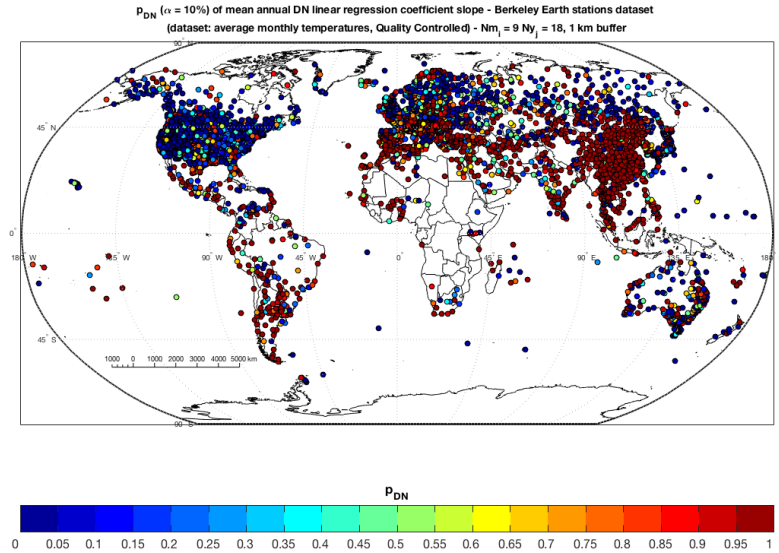 p_DN (α = 10%) of mean annual DN linear regression coefficient slope - Berkeley Earth stations dataset
(dataset: average monthly temperatures, Quality Controlled) - Nm_i = 9 Ny_j = 18, 1 km buffer
90° N
45° N
0°
180° W
135° W
90° W
45° W
0°
45° E
90° E
135° E
180°
45° S
1000 0 1000 2000 3000 4000 5000 km
90° S
p_DN
0 0.05 0.1 0.15 0.2 0.25 0.3 0.35 0.4 0.45 0.5 0.55 0.6 0.65 0.7 0.75 0.8 0.85 0.9 0.95 1